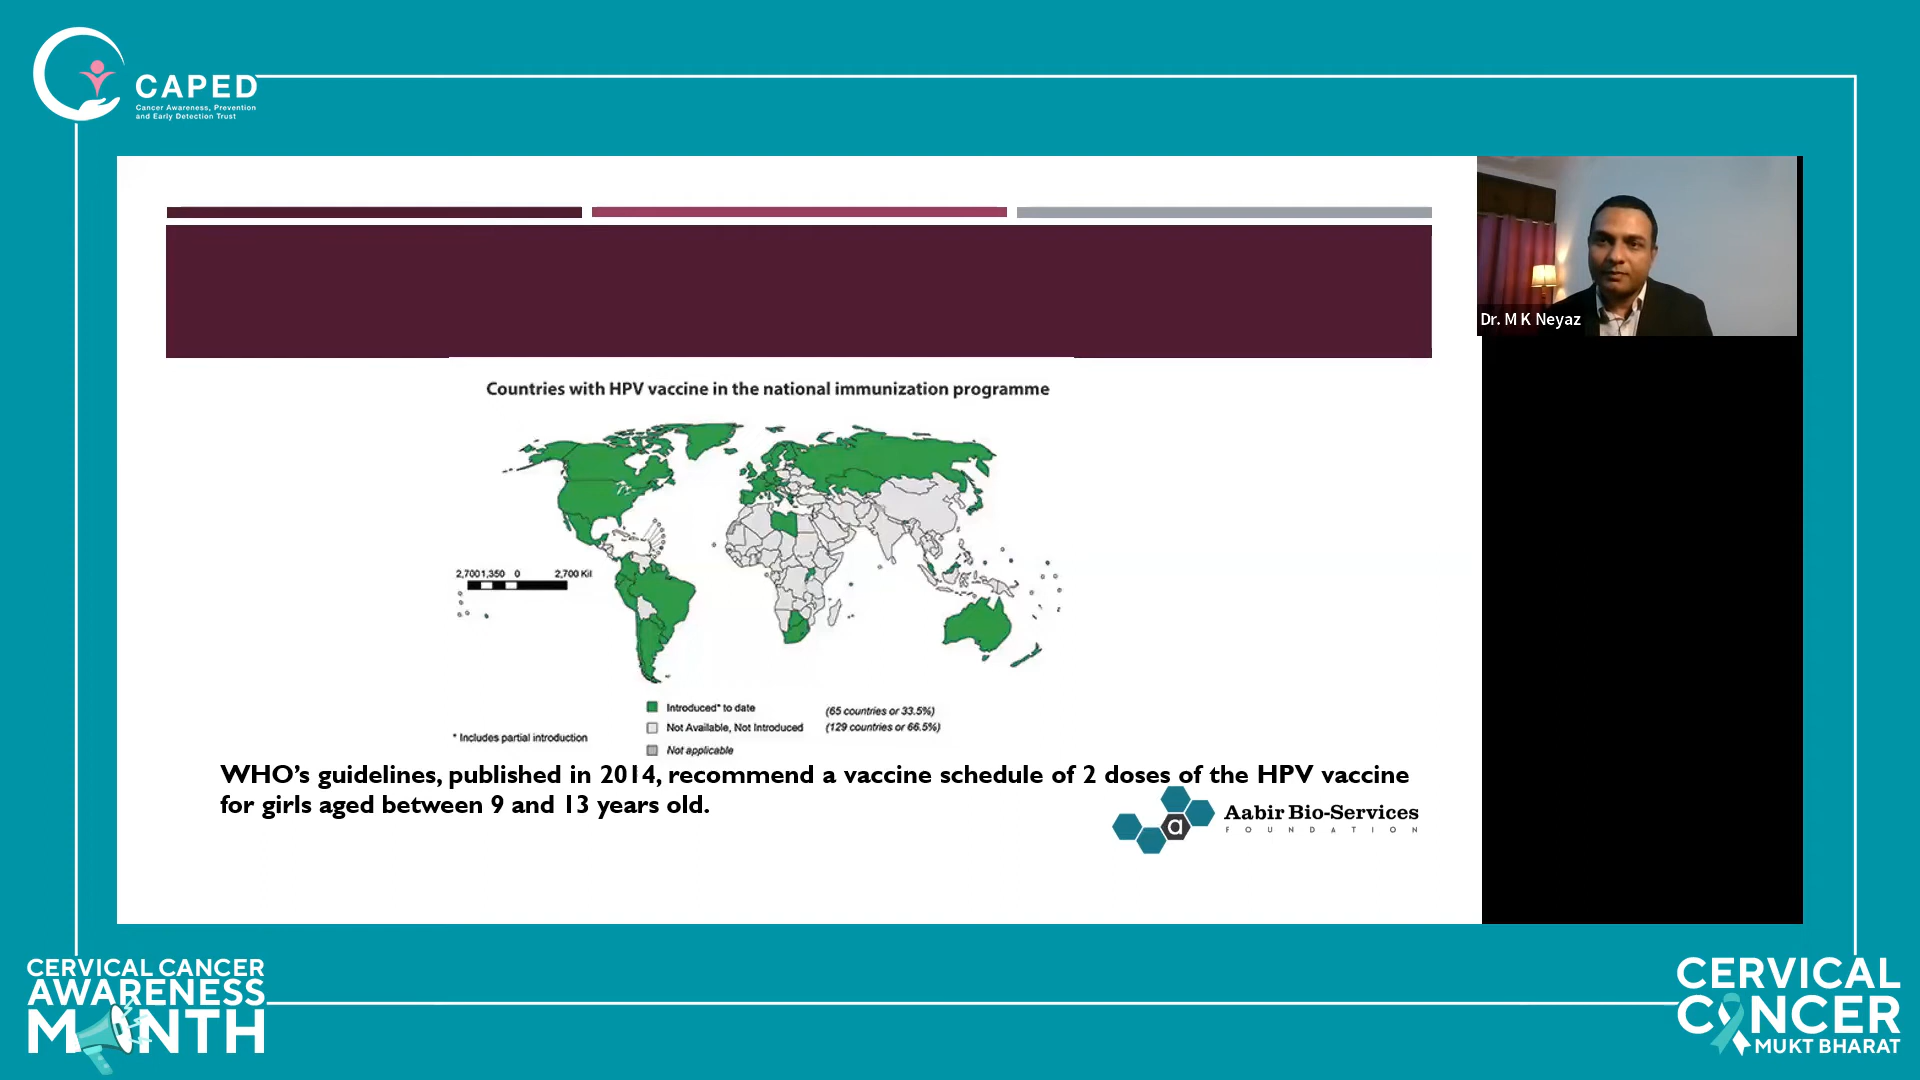 CAPED
Cancer Awareness, Prevention
and Early Detection Trust
Dr. M K Neyaz
Countries with HPV vaccine in the national immunization programme
2,700 1,350 0 2,700 Kil
Introduced* to date (65 countries or 33.5%)
Not Available, Not Introduced (129 countries or 66.5%)
* Includes partial introduction
Not applicable
WHO's guidelines, published in 2014, recommend a vaccine schedule of 2 doses of the HPV vaccine
for girls aged between 9 and 13 years old.
a
Aabir Bio-Services
FOUNDATION
CERVICAL CANCER
AWARENESS
MONTH
CERVICAL
CANCER
MUKT BHARAT